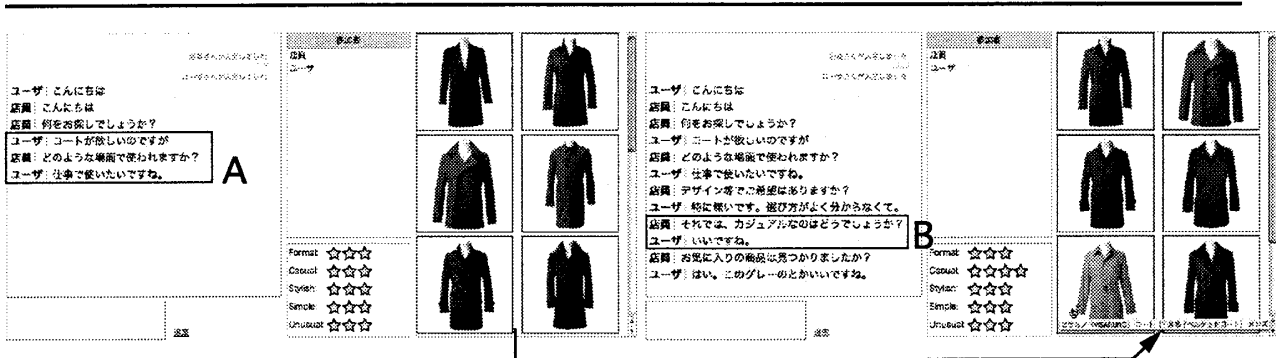 ユーザ: こんにちは
店員: こんにちは
店員: 何をお探しでしょうか?
ユーザ: コートが欲しいのですが
店員: どのような場面で使われますか?
ユーザ: 仕事で使いたいですね。
A
参加者
店員
ユーザ
Format ☆☆☆
Casual ☆☆☆
Stylish: ☆☆☆
Simple: ☆☆☆
Unusual ☆☆☆
ユーザ: こんにちは
店員: こんにちは
店員: 何をお探しでしょうか?
ユーザ: コートが欲しいのですが
店員: どのような場面で使われますか?
ユーザ: 仕事で使いたいですね。
店員: デザイン等でご希望はありますか?
ユーザ: 特に無いです。選び方がよく分からなくて。
店員: それでは、カジュアルなのはどうでしょうか?
ユーザ: いいですね。
B
店員: お気に入りの商品は見つかりましたか?
ユーザ: はい。このグレーのとかいいですね。
参加者
店員
ユーザ
Format ☆☆☆
Casual ☆☆☆☆
Stylish: ☆☆☆
Simple: ☆☆☆
Unusual ☆☆☆